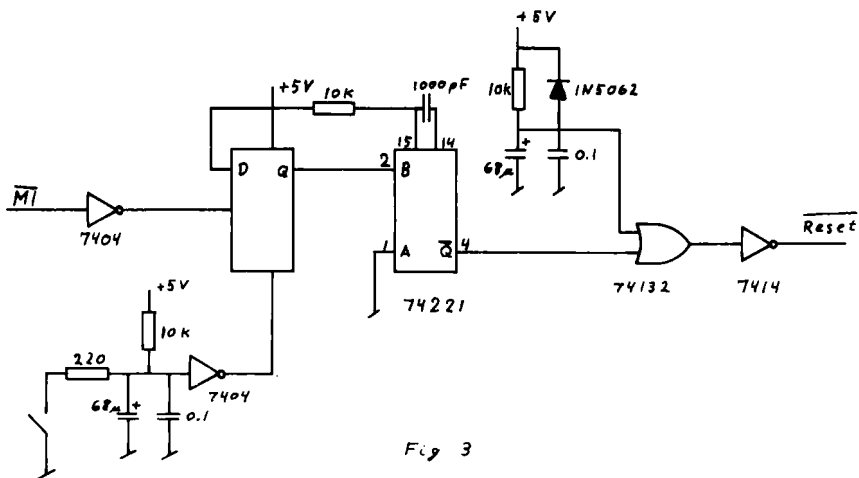 +5V
+5V
10K
1000pF
10k
1N5062
15
14
D
Q
2
B
68μ
+
0.1
M1
7404
1
A
Q
4
Reset
74221
74132
7414
+5V
10K
220
7404
68μ
+
0.1
Fig 3